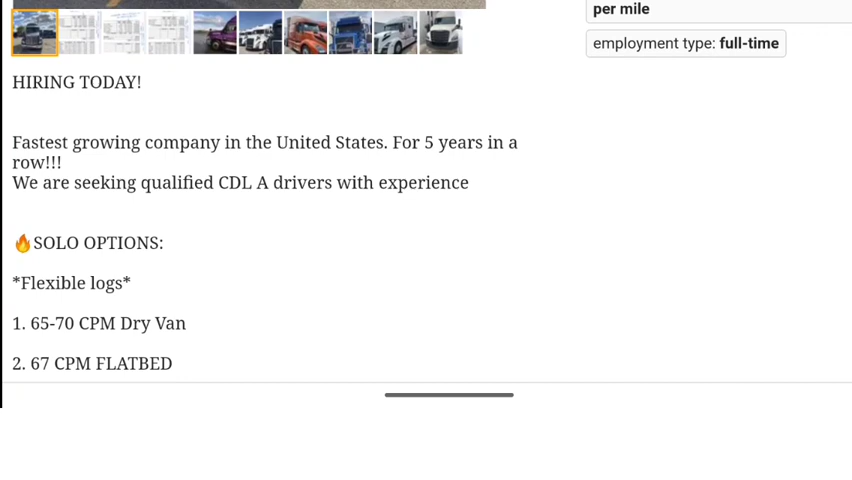 per mile
employment type: full-time
HIRING TODAY!
Fastest growing company in the United States. For 5 years in a
row!!!
We are seeking qualified CDL A drivers with experience
🔥SOLO OPTIONS:
*Flexible logs*
1. 65-70 CPM Dry Van
2. 67 CPM FLATBED